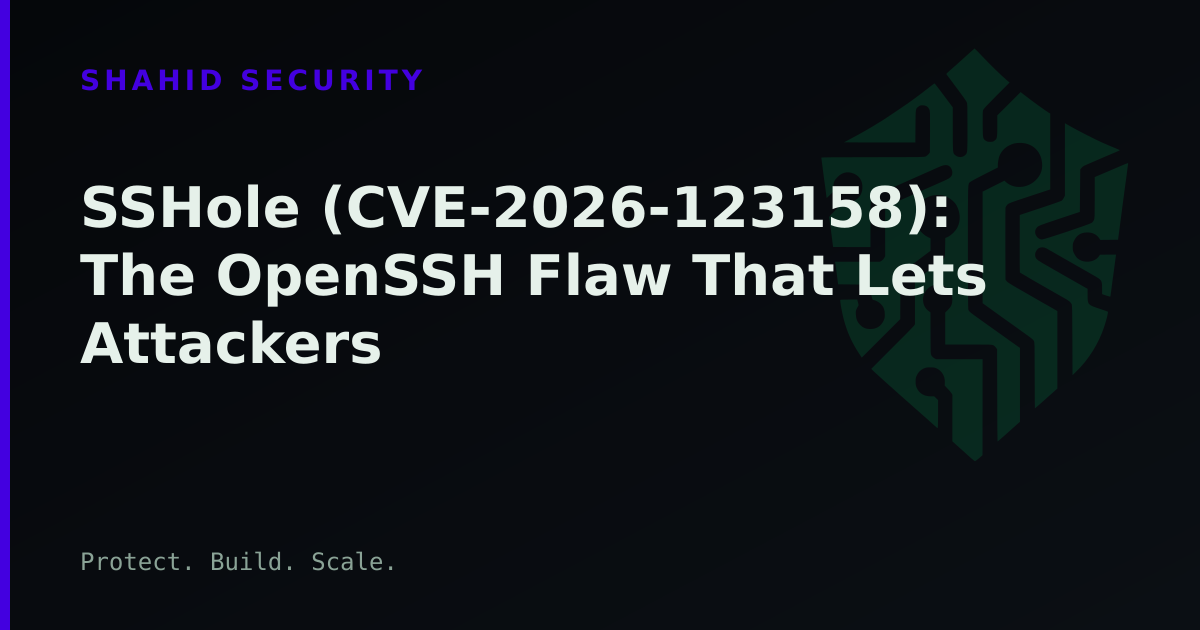 SHAHID SECURITY
SSHole (CVE-2026-123158):
The OpenSSH Flaw That Lets
Attackers
Protect. Build. Scale.